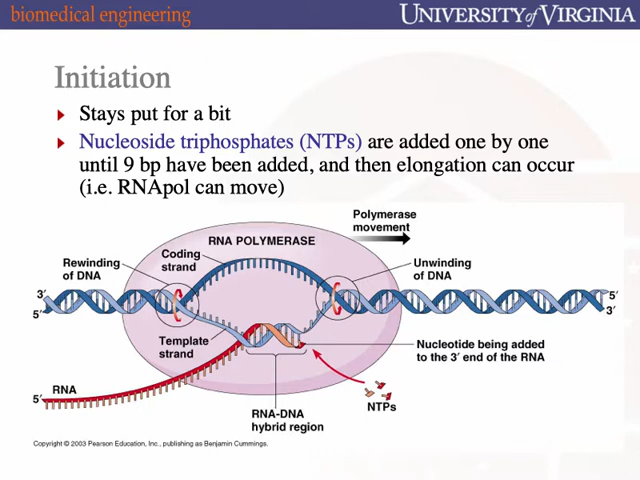 biomedical engineering
UNIVERSITY of VIRGINIA
Initiation
Stays put for a bit
Nucleoside triphosphates (NTPs) are added one by one
until 9 bp have been added, and then elongation can occur
(i.e. RNApol can move)
Polymerase
movement
RNA POLYMERASE
Coding
strand
Rewinding
of DNA
Unwinding
of DNA
3′
5′
5′
3′
Template
strand
Nucleotide being added
to the 3′ end of the RNA
RNA
5′
NTPs
RNA-DNA
hybrid region
Copyright © 2003 Pearson Education, Inc., publishing as Benjamin Cummings.